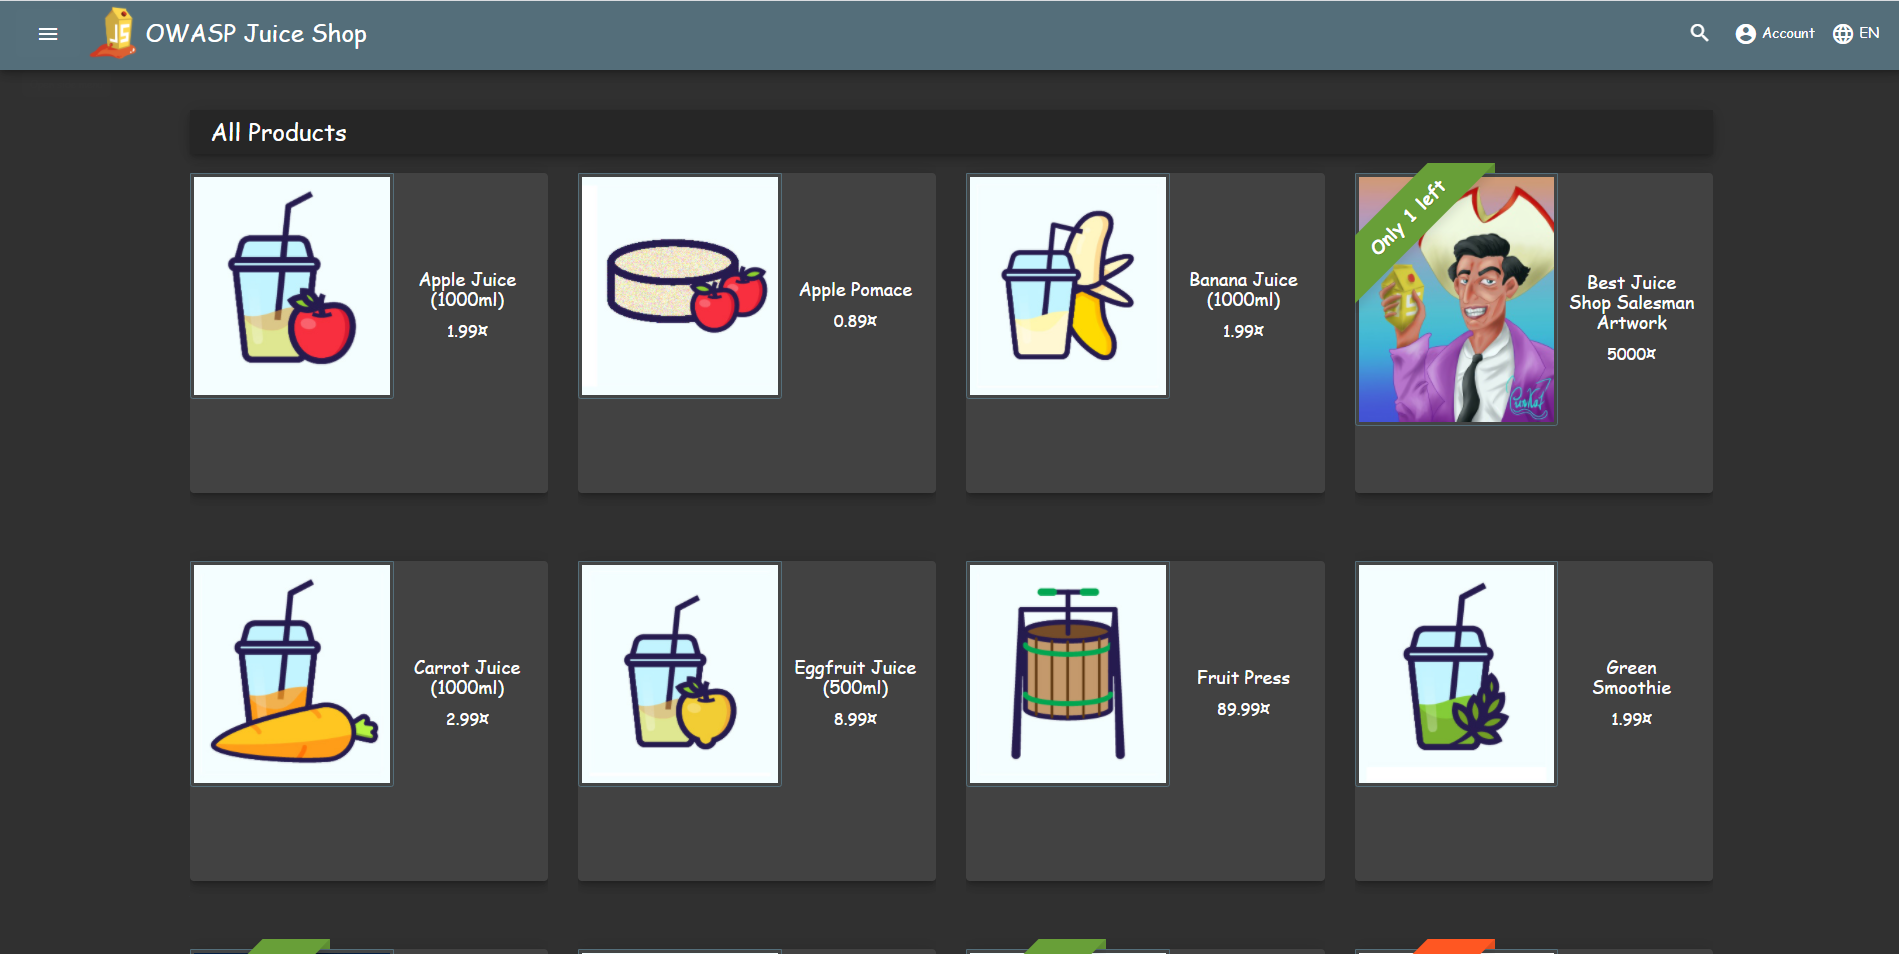 OWASP Juice Shop
Account
EN
All Products
Apple Juice
(1000ml)
1.99¤
Apple Pomace
0.89¤
Banana Juice
(1000ml)
1.99¤
Only 1 left
Best Juice
Shop Salesman
Artwork
5000¤
Carrot Juice
(1000ml)
2.99¤
Eggfruit Juice
(500ml)
8.99¤
Fruit Press
89.99¤
Green
Smoothie
1.99¤